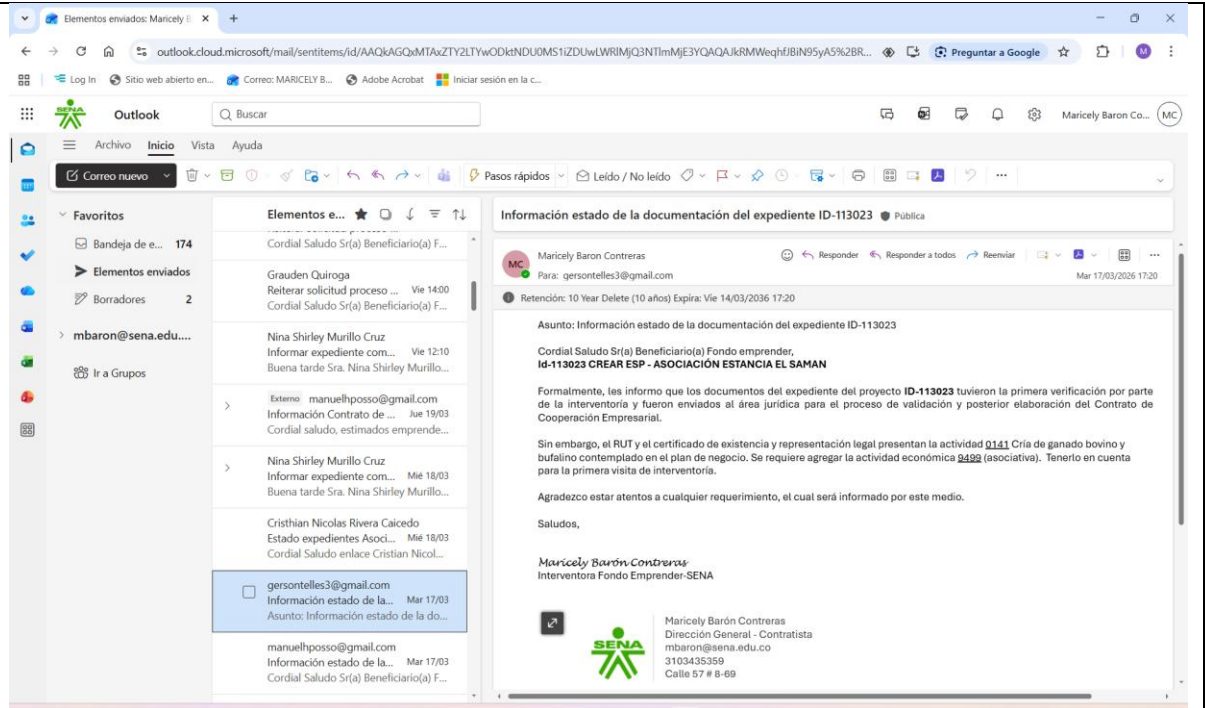 Elementos enviados: Maricely B
outlook.cloud.microsoft/mail/sentitems/id/
Preguntar a Google
M
Log In
Sitio web abierto en...
Correo: MARICELY B...
Adobe Acrobat
Iniciar sesión en la c...
SENA
Outlook
Buscar
Maricely Baron Co...
MC
Archivo Inicio Vista Ayuda
Correo nuevo
Pasos rápidos
Leído / No leído
Favoritos
Bandeja de e... 174
Elementos enviados
Borradores 2
mbaron@sena.edu....
Ir a Grupos
Elementos e...
Cordial Saludo Sr(a) Beneficiario(a) F...
Grauden Quiroga
Reiterar solicitud proceso ... Vie 14:00
Cordial Saludo Sr(a) Beneficiario(a) F...
Nina Shirley Murillo Cruz
Informar expediente com... Vie 12:10
Buena tarde Sra. Nina Shirley Murillo...
Externo manuelhposso@gmail.com
Información Contrato de ... Jue 19/03
Cordial saludo, estimados emprende...
Nina Shirley Murillo Cruz
Informar expediente com... Mié 18/03
Buena tarde Sra. Nina Shirley Murillo...
Cristhian Nicolas Rivera Caicedo
Estado expedientes Asoci... Mié 18/03
Cordial Saludo enlace Cristian Nicol...
gersontelles3@gmail.com
Información estado de la... Mar 17/03
Asunto: Información estado de la do...
manuelhposso@gmail.com
Información estado de la... Mar 17/03
Cordial Saludo Sr(a) Beneficiario(a) F...
Información estado de la documentación del expediente ID-113023 Pública
MC
Maricely Baron Contreras
Responder
Responder a todos
Reenviar
Para: gersontelles3@gmail.com
Mar 17/03/2026 17:20
Retención: 10 Year Delete (10 años) Expira: Vie 14/03/2036 17:20
Asunto: Información estado de la documentación del expediente ID-113023
Cordial Saludo Sr(a) Beneficiario(a) Fondo emprender,
Id-113023 CREAR ESP - ASOCIACIÓN ESTANCIA EL SAMAN
Formalmente, les informo que los documentos del expediente del proyecto ID-113023 tuvieron la primera verificación por parte
de la interventoría y fueron enviados al área jurídica para el proceso de validación y posterior elaboración del Contrato de
Cooperación Empresarial.
Sin embargo, el RUT y el certificado de existencia y representación legal presentan la actividad 0141 Cría de ganado bovino y
bufalino contemplado en el plan de negocio. Se requiere agregar la actividad económica 9499 (asociativa). Tenerlo en cuenta
para la primera visita de interventoría.
Agradezco estar atentos a cualquier requerimiento, el cual será informado por este medio.
Saludos,
Maricely Barón Contreras
Interventora Fondo Emprender-SENA
SENA
Maricely Barón Contreras
Dirección General - Contratista
mbaron@sena.edu.co
3103435359
Calle 57 # 8-69